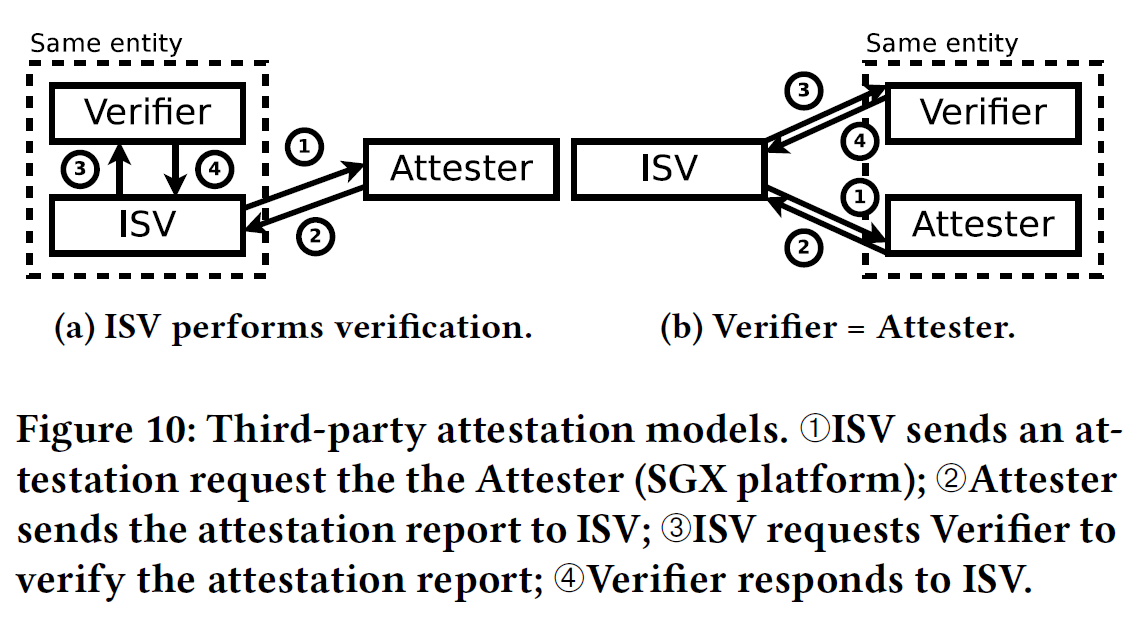 Same entity
Verifier
③
④
ISV
①
②
Attester
(a) ISV performs verification.
Same entity
ISV
③
④
Verifier
①
②
Attester
(b) Verifier = Attester.
Figure 10: Third-party attestation models. ①ISV sends an at-
testation request the the Attester (SGX platform); ②Attester
sends the attestation report to ISV; ③ISV requests Verifier to
verify the attestation report; ④Verifier responds to ISV.